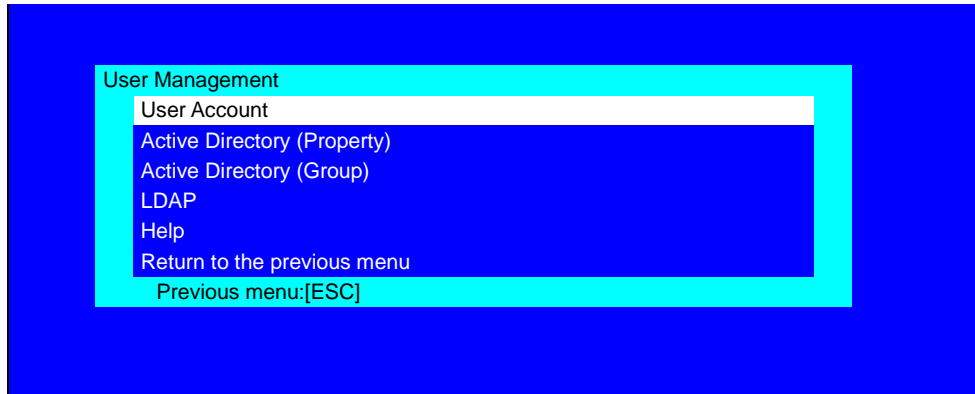 User Management
User Account
Active Directory (Property)
Active Directory (Group)
LDAP
Help
Return to the previous menu
Previous menu:[ESC]